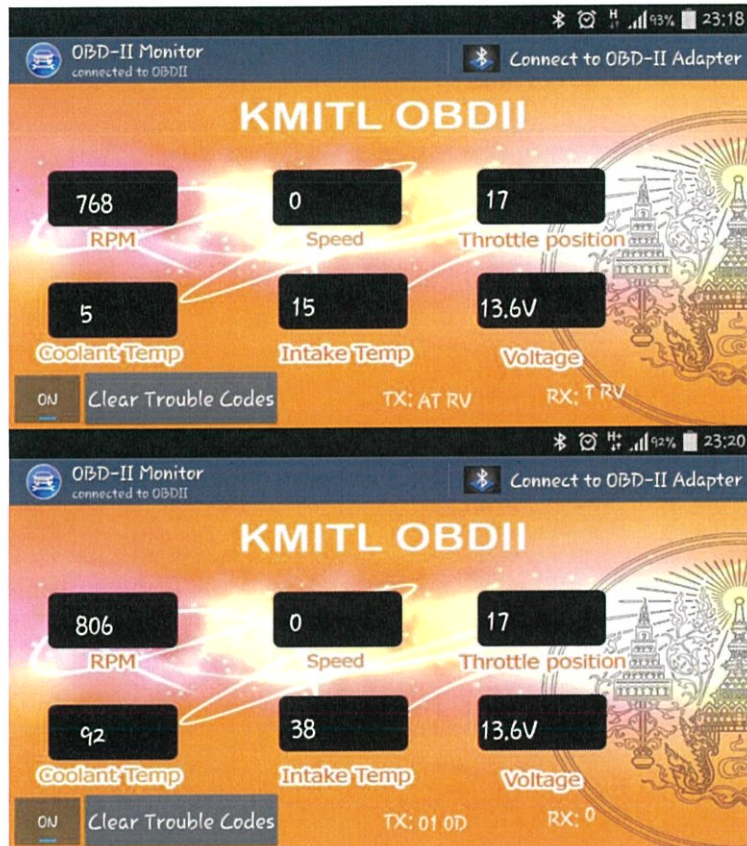 93% 23:18
OBD-II Monitor
connected to OBDII
Connect to OBD-II Adapter
KMITL OBDII
768 0 17
RPM Speed Throttle position
5 15 13.6V
Coolant Temp Intake Temp Voltage
ON Clear Trouble Codes TX: AT RV RX: T RV
H+ 92% 23:20
OBD-II Monitor
connected to OBDII
Connect to OBD-II Adapter
KMITL OBDII
806 0 17
RPM Speed Throttle position
92 38 13.6V
Coolant Temp Intake Temp Voltage
ON Clear Trouble Codes TX: 01 0D RX: 0